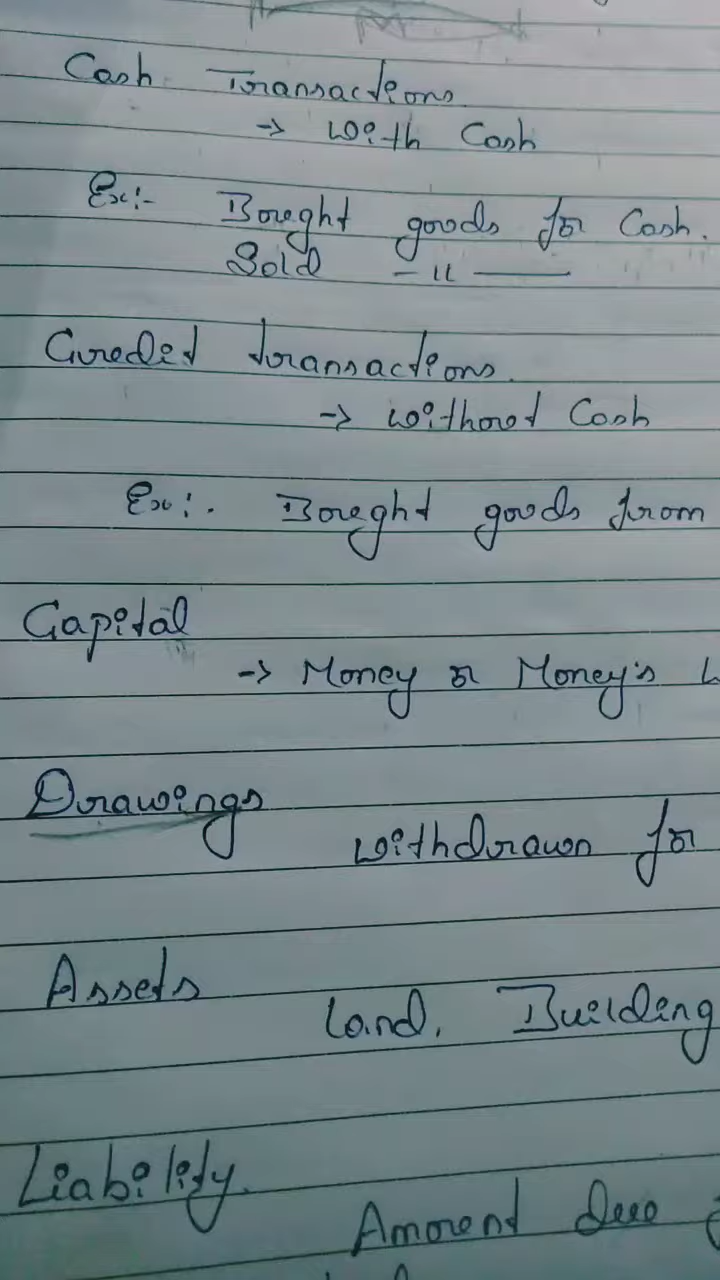 Cash Transactions
→ With Cash
Ex:- Bought goods for Cash.
Sold —〃——
Credit transactions.
→ without Cash
Ex:. Bought goods from
Capital
→ Money or Money's
Drawings
withdrawn for
Assets
Land. Building
Liability.
Amount due